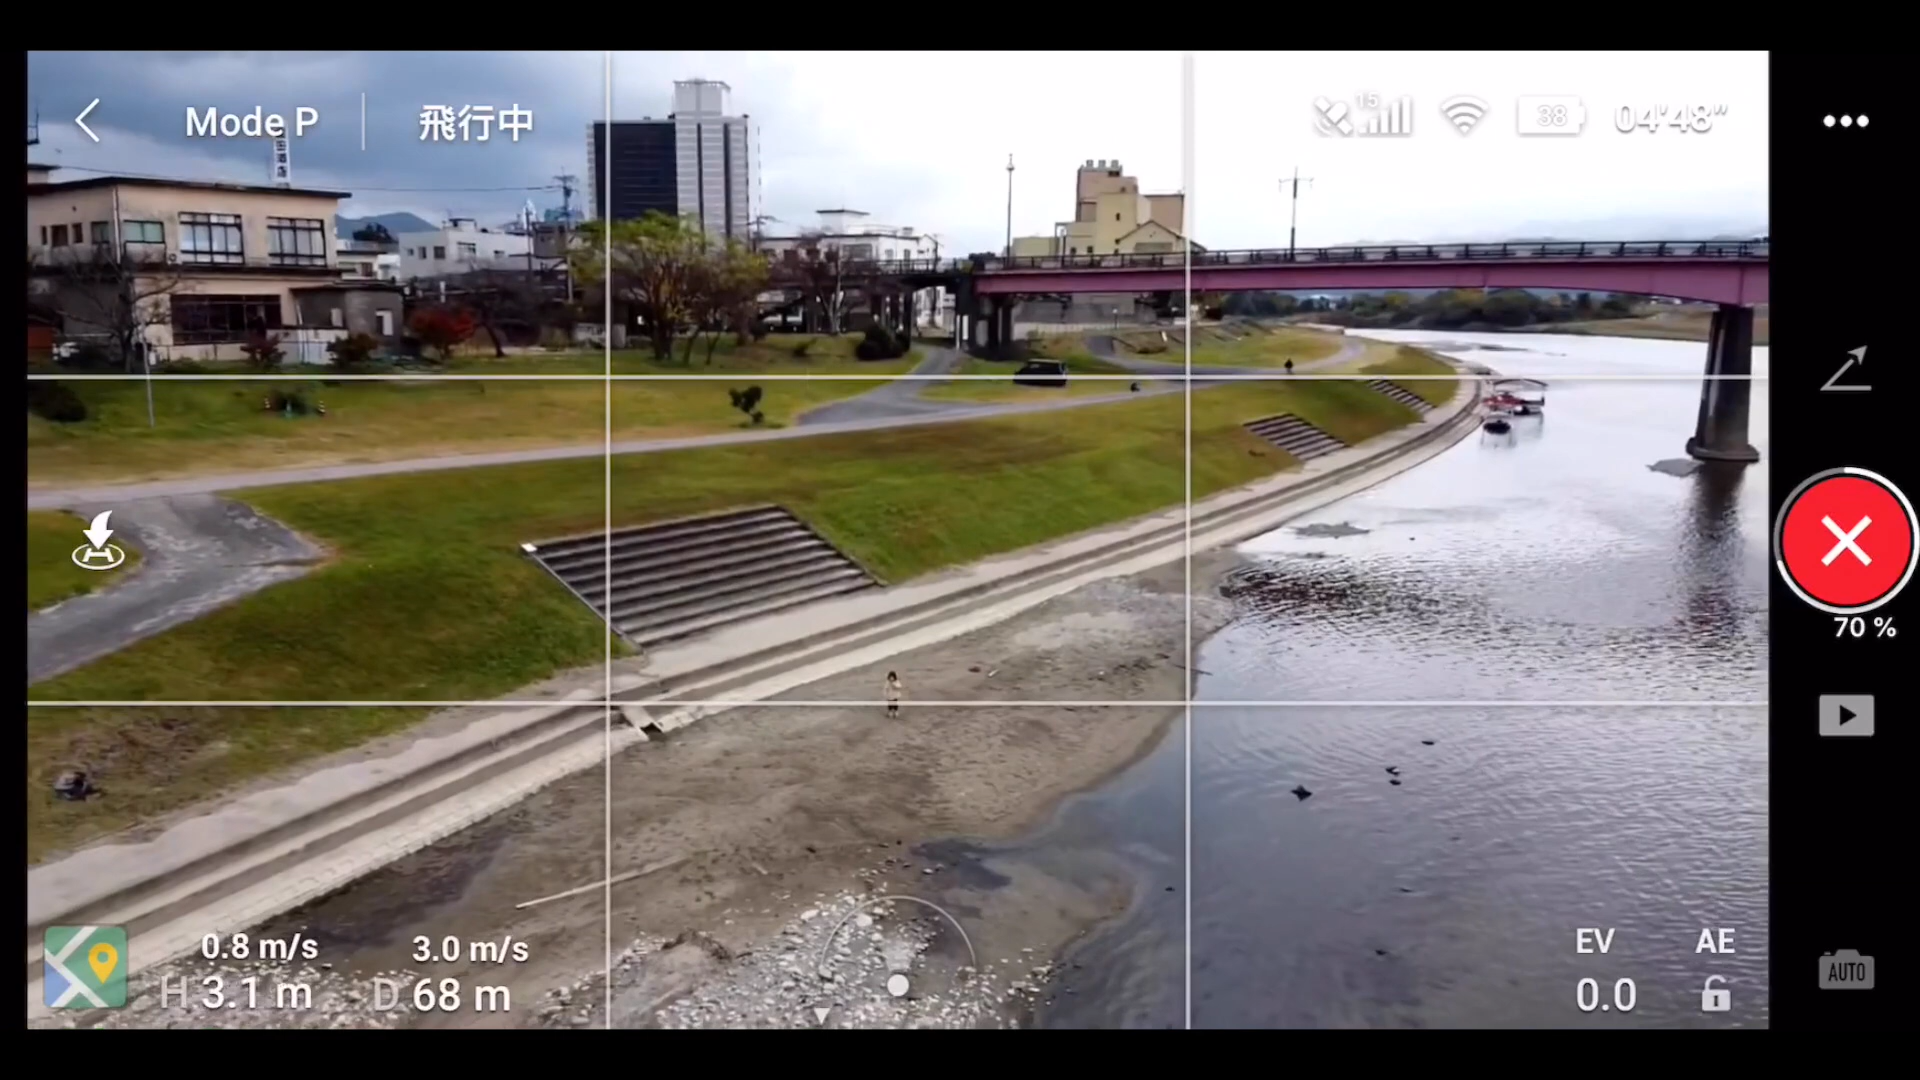 Mode P
飛行中
15
38
04'48"
70 %
0.8 m/s
3.0 m/s
H 3.1 m
D 68 m
EV
AE
0.0
AUTO